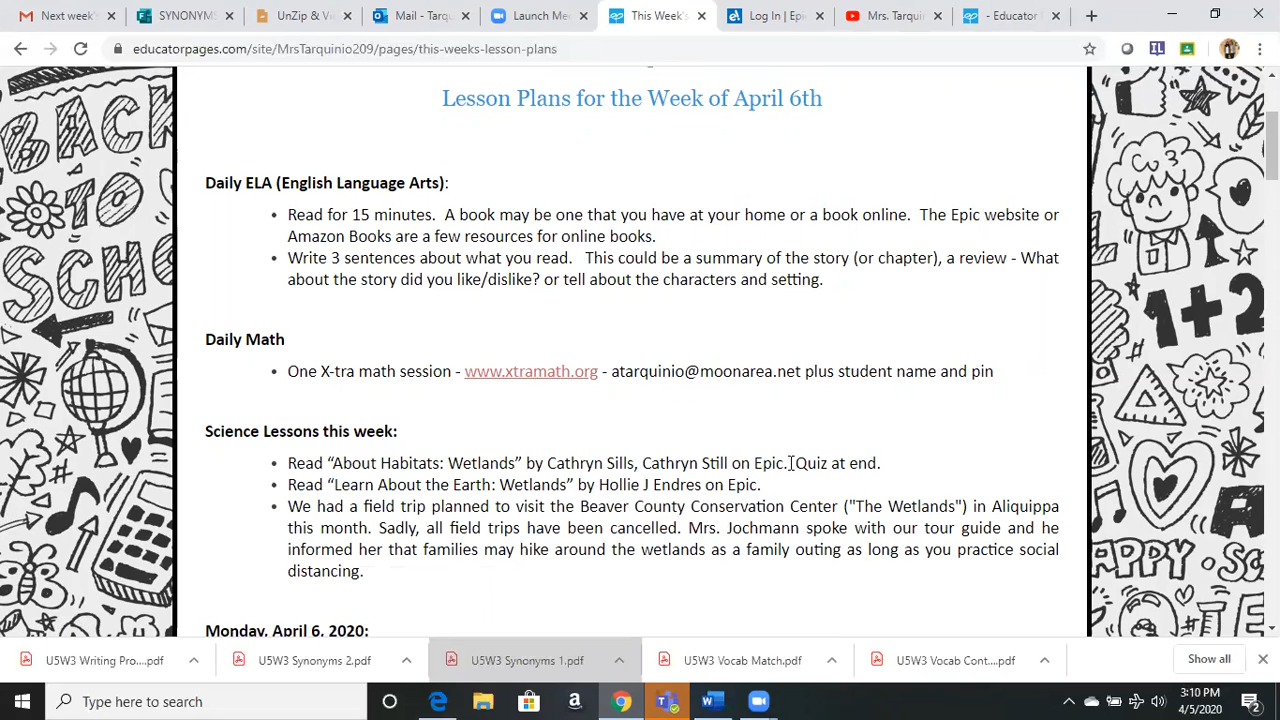 Next week'
SYNONYMS
UnZip & Vi
Mail - Tarqu
Launch Mee
This Week's
Log In | Epi
Mrs. Tarqui
- Educator
educatorpages.com/site/MrsTarquinio209/pages/this-weeks-lesson-plans
BACK
TO
SCHO
1+2
A
APPY SC
Lesson Plans for the Week of April 6th
Daily ELA (English Language Arts):
• Read for 15 minutes. A book may be one that you have at your home or a book online. The Epic website or
Amazon Books are a few resources for online books.
• Write 3 sentences about what you read. This could be a summary of the story (or chapter), a review - What
about the story did you like/dislike? or tell about the characters and setting.
Daily Math
• One X-tra math session - www.xtramath.org - atarquinio@moonarea.net plus student name and pin
Science Lessons this week:
• Read “About Habitats: Wetlands” by Cathryn Sills, Cathryn Still on Epic. Quiz at end.
• Read “Learn About the Earth: Wetlands” by Hollie J Endres on Epic.
• We had a field trip planned to visit the Beaver County Conservation Center ("The Wetlands") in Aliquippa
this month. Sadly, all field trips have been cancelled. Mrs. Jochmann spoke with our tour guide and he
informed her that families may hike around the wetlands as a family outing as long as you practice social
distancing.
Monday, April 6, 2020:
U5W3 Writing Pro....pdf
U5W3 Synonyms 2.pdf
U5W3 Synonyms 1.pdf
U5W3 Vocab Match.pdf
U5W3 Vocab Cont....pdf
Show all
Type here to search
3:10 PM
4/5/2020
2